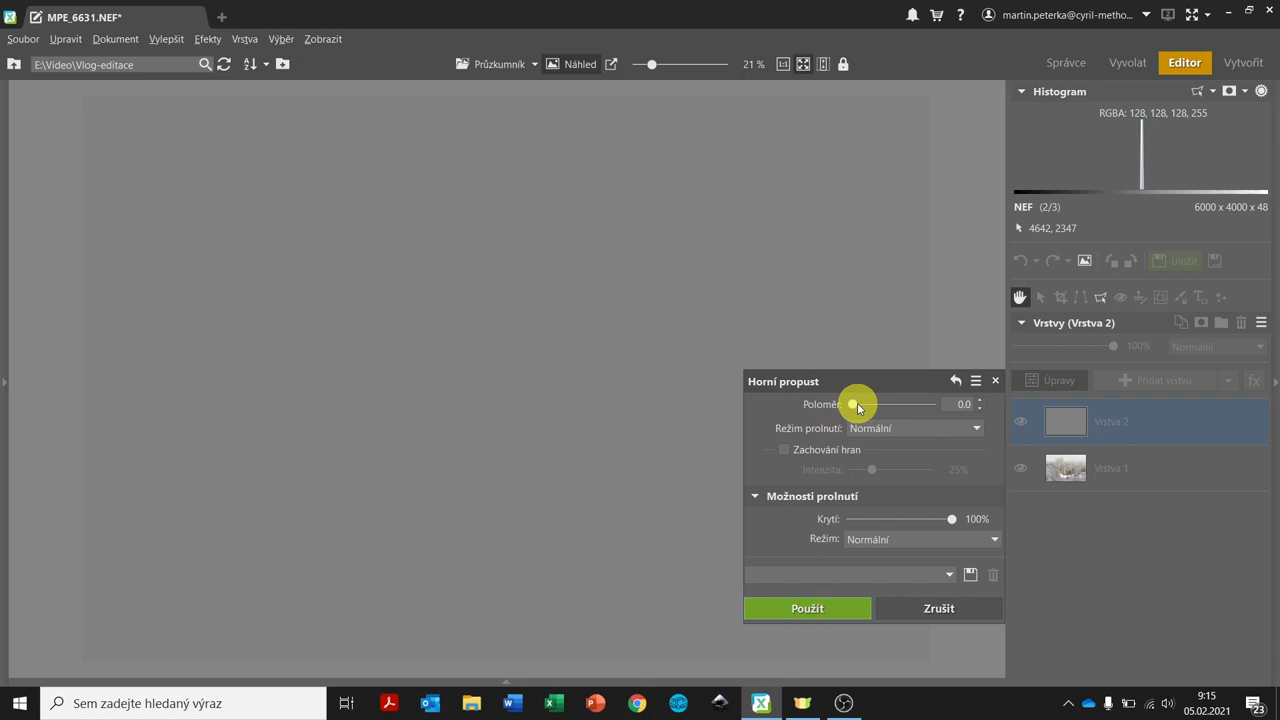 MPE_6631.NEF*
martin.peterka@cyril-metho...
Soubor Upravit Dokument Vylepšit Efekty Vrstva Výběr Zobrazit
E:\Video\Vlog-editace
Průzkumník Náhled 21 % 1:1
Správce Vyvolat Editor Vytvořit
Histogram
RGBA: 128, 128, 128, 255
NEF (2/3) 6000 x 4000 x 48
4642, 2347
Uložit
Vrstvy (Vrstva 2)
100% Normální
Úpravy Přidat vrstvu fx
Vrstva 2
Vrstva 1
Horní propust
Poloměr: 0.0
Režim prolnutí: Normální
Zachování hran
Intenzita: 25%
Možnosti prolnutí
Krytí: 100%
Režim: Normální
Použít Zrušit
Sem zadejte hledaný výraz
9:15
05.02.2021
23